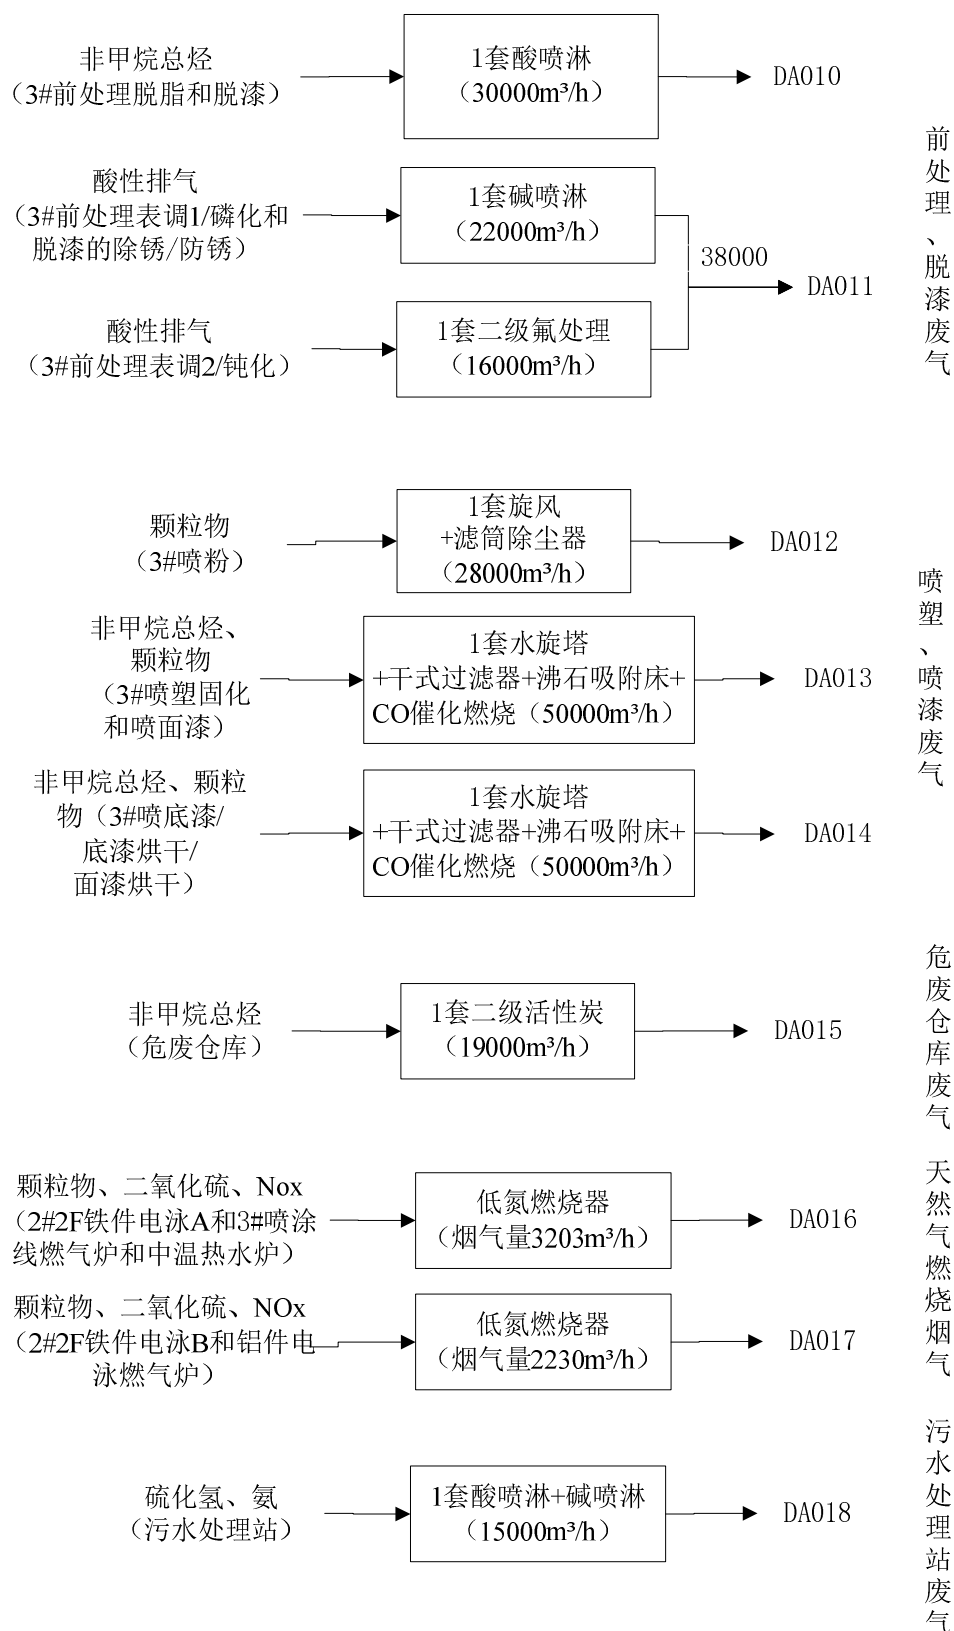 非甲烷总烃
（3#前处理脱脂和脱漆）
1套酸喷淋
（30000m³/h）
DA010
酸性排气
（3#前处理表调1/磷化和
脱漆的除锈/防锈）
1套碱喷淋
（22000m³/h）
38000
DA011
酸性排气
（3#前处理表调2/钝化）
1套二级氟处理
（16000m³/h）
前处理、脱漆废气
颗粒物
（3#喷粉）
1套旋风
+滤筒除尘器
（28000m³/h）
DA012
非甲烷总烃、
颗粒物
（3#喷塑固化
和喷面漆）
1套水旋塔
+干式过滤器+沸石吸附床+
CO催化燃烧（50000m³/h）
DA013
非甲烷总烃、颗粒
物（3#喷底漆/
底漆烘干/
面漆烘干）
1套水旋塔
+干式过滤器+沸石吸附床+
CO催化燃烧（50000m³/h）
DA014
喷塑、喷漆废气
非甲烷总烃
（危废仓库）
1套二级活性炭
（19000m³/h）
DA015
危废仓库废气
颗粒物、二氧化硫、Nox
（2#2F铁件电泳A和3#喷涂
线燃气炉和中温热水炉）
低氮燃烧器
（烟气量3203m³/h）
DA016
颗粒物、二氧化硫、NOx
（2#2F铁件电泳B和铝件电
泳燃气炉）
低氮燃烧器
（烟气量2230m³/h）
DA017
天然气燃烧烟气
硫化氢、氨
（污水处理站）
1套酸喷淋+碱喷淋
（15000m³/h）
DA018
污水处理站废气